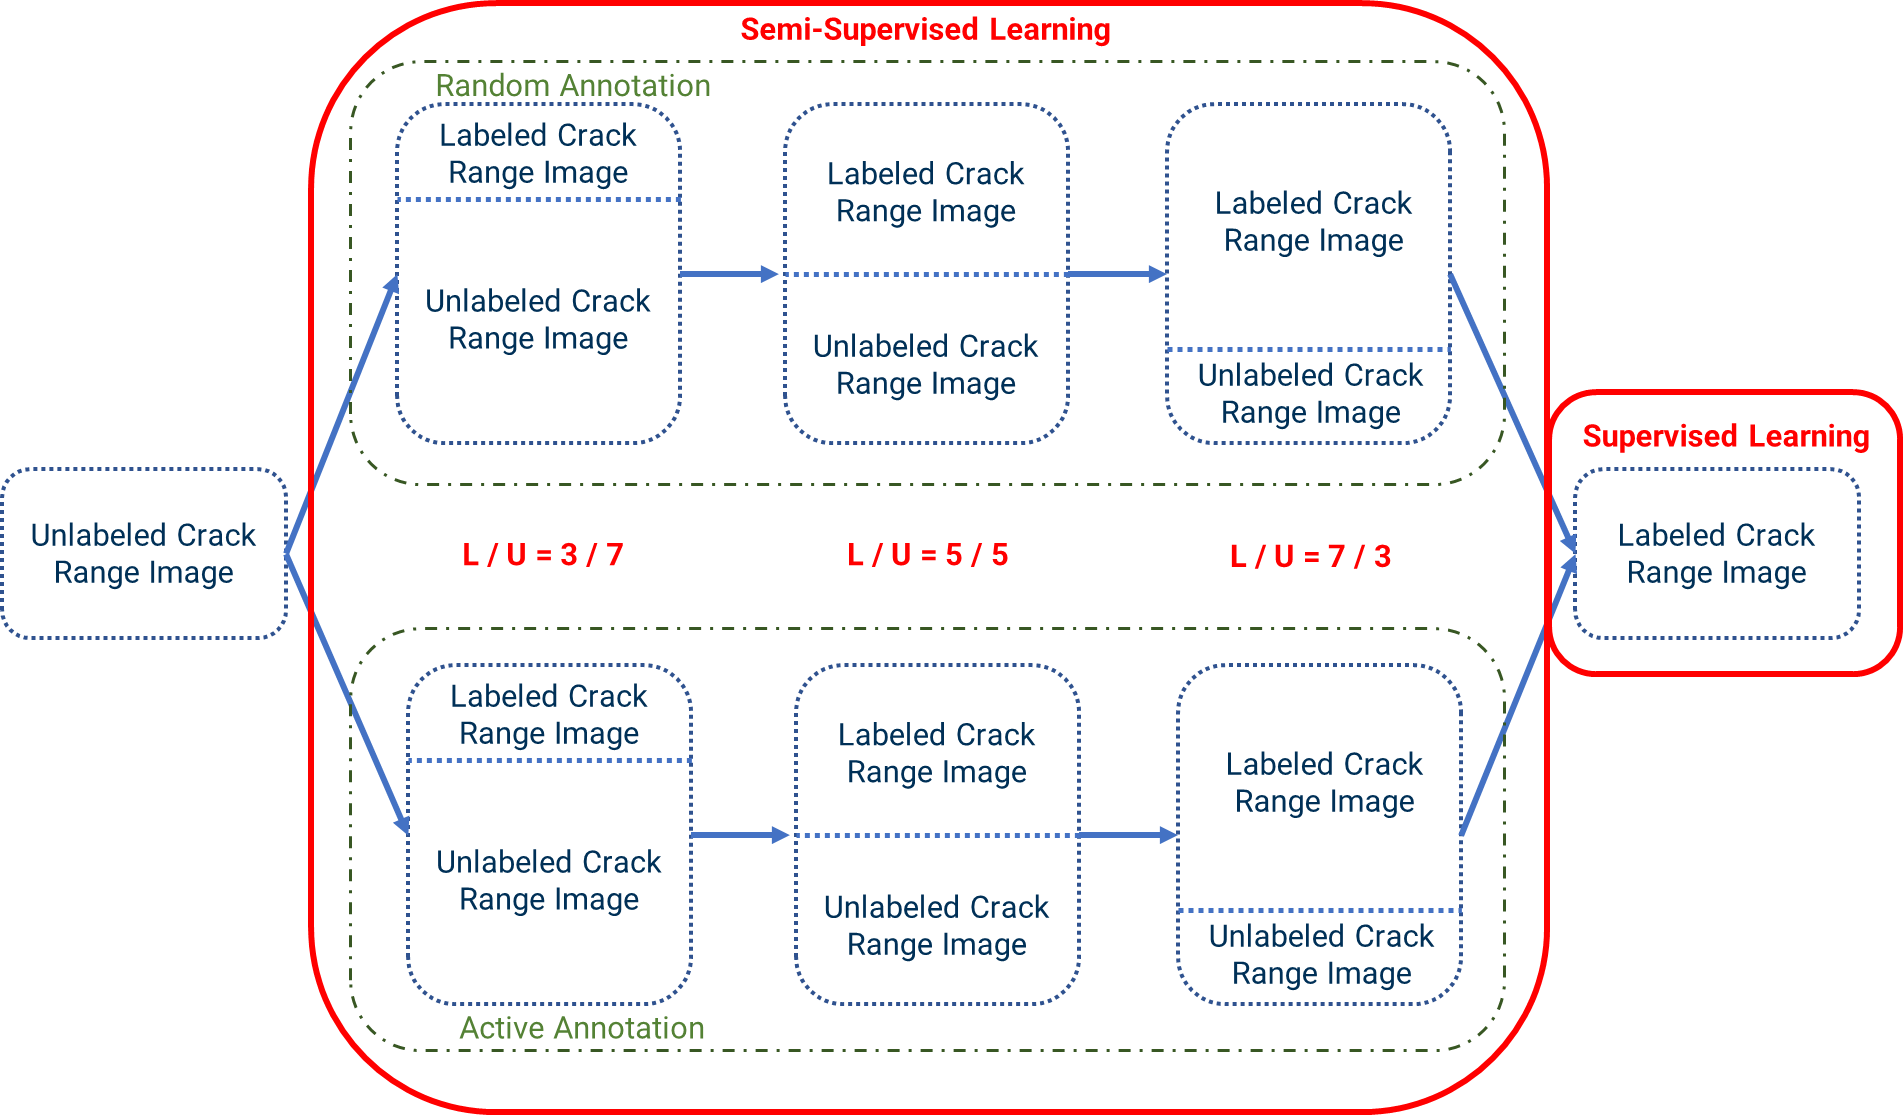 Semi-Supervised Learning
Random Annotation
Labeled Crack
Range Image
Unlabeled Crack
Range Image
Labeled Crack
Range Image
Unlabeled Crack
Range Image
Labeled Crack
Range Image
Unlabeled Crack
Range Image
Unlabeled Crack
Range Image
L / U = 3 / 7
L / U = 5 / 5
L / U = 7 / 3
Supervised Learning
Labeled Crack
Range Image
Labeled Crack
Range Image
Unlabeled Crack
Range Image
Labeled Crack
Range Image
Unlabeled Crack
Range Image
Labeled Crack
Range Image
Unlabeled Crack
Range Image
Active Annotation